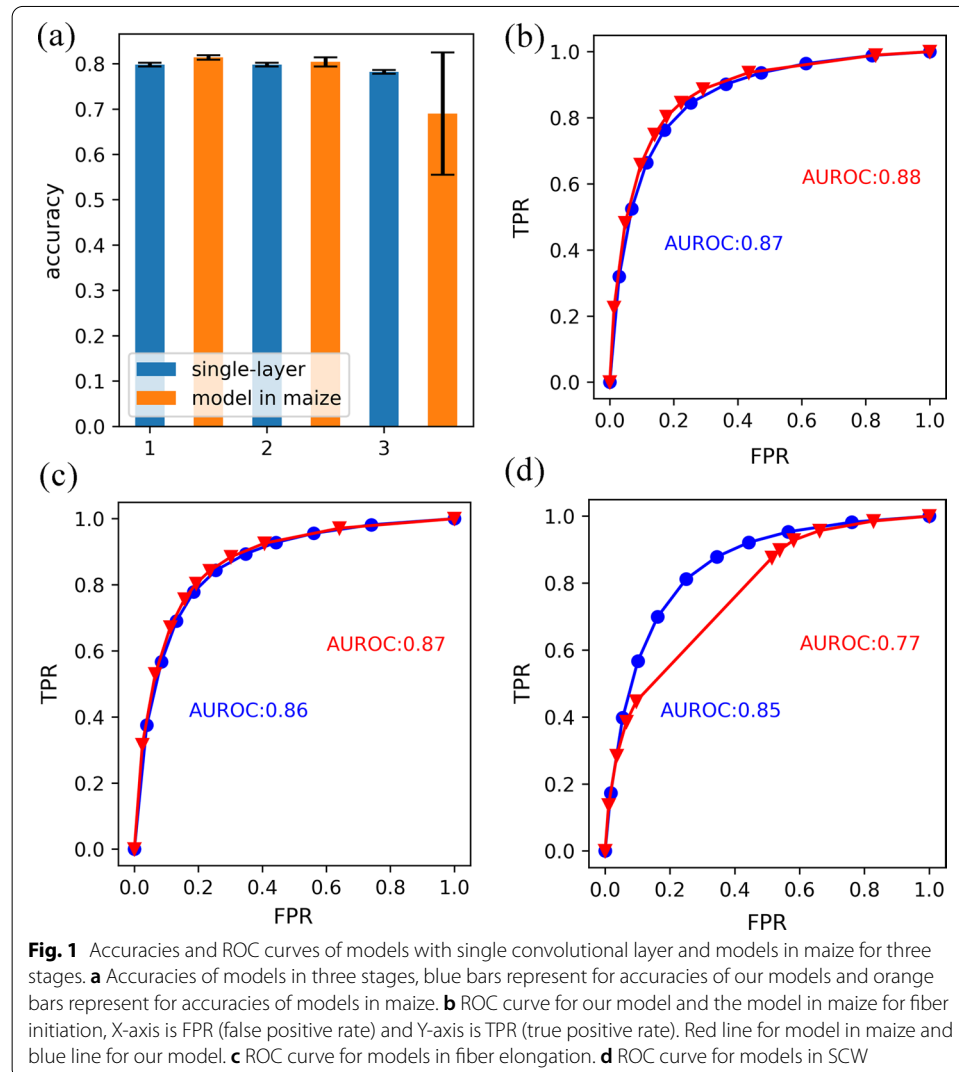 (a)
0.8
0.7
0.6
0.5
0.4
0.3
0.2
0.1
0.0
accuracy
single-layer
model in maize
1 2 3
(b)
1.0
0.8
0.6
0.4
0.2
0.0
TPR
AUROC:0.88
AUROC:0.87
0.0 0.2 0.4 0.6 0.8 1.0
FPR
(c)
1.0
0.8
0.6
0.4
0.2
0.0
TPR
AUROC:0.87
AUROC:0.86
0.0 0.2 0.4 0.6 0.8 1.0
FPR
(d)
1.0
0.8
0.6
0.4
0.2
0.0
TPR
AUROC:0.77
AUROC:0.85
0.0 0.2 0.4 0.6 0.8 1.0
FPR
Fig. 1 Accuracies and ROC curves of models with single convolutional layer and models in maize for three
stages. a Accuracies of models in three stages, blue bars represent for accuracies of our models and orange
bars represent for accuracies of models in maize. b ROC curve for our model and the model in maize for fiber
initiation, X-axis is FPR (false positive rate) and Y-axis is TPR (true positive rate). Red line for model in maize and
blue line for our model. c ROC curve for models in fiber elongation. d ROC curve for models in SCW